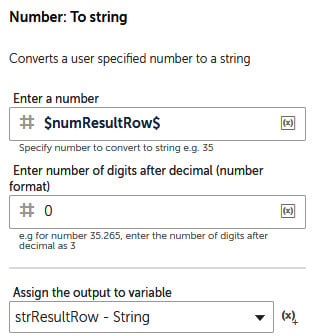 Number: To string
Converts a user specified number to a string
Enter a number
# $numResultRow$ (x)
Specify number to convert to string e.g. 35
Enter number of digits after decimal (number
format)
# 0 (x)
e.g for number 35.265, enter the number of digits after
decimal as 3
Assign the output to variable
strResultRow - String (x)+